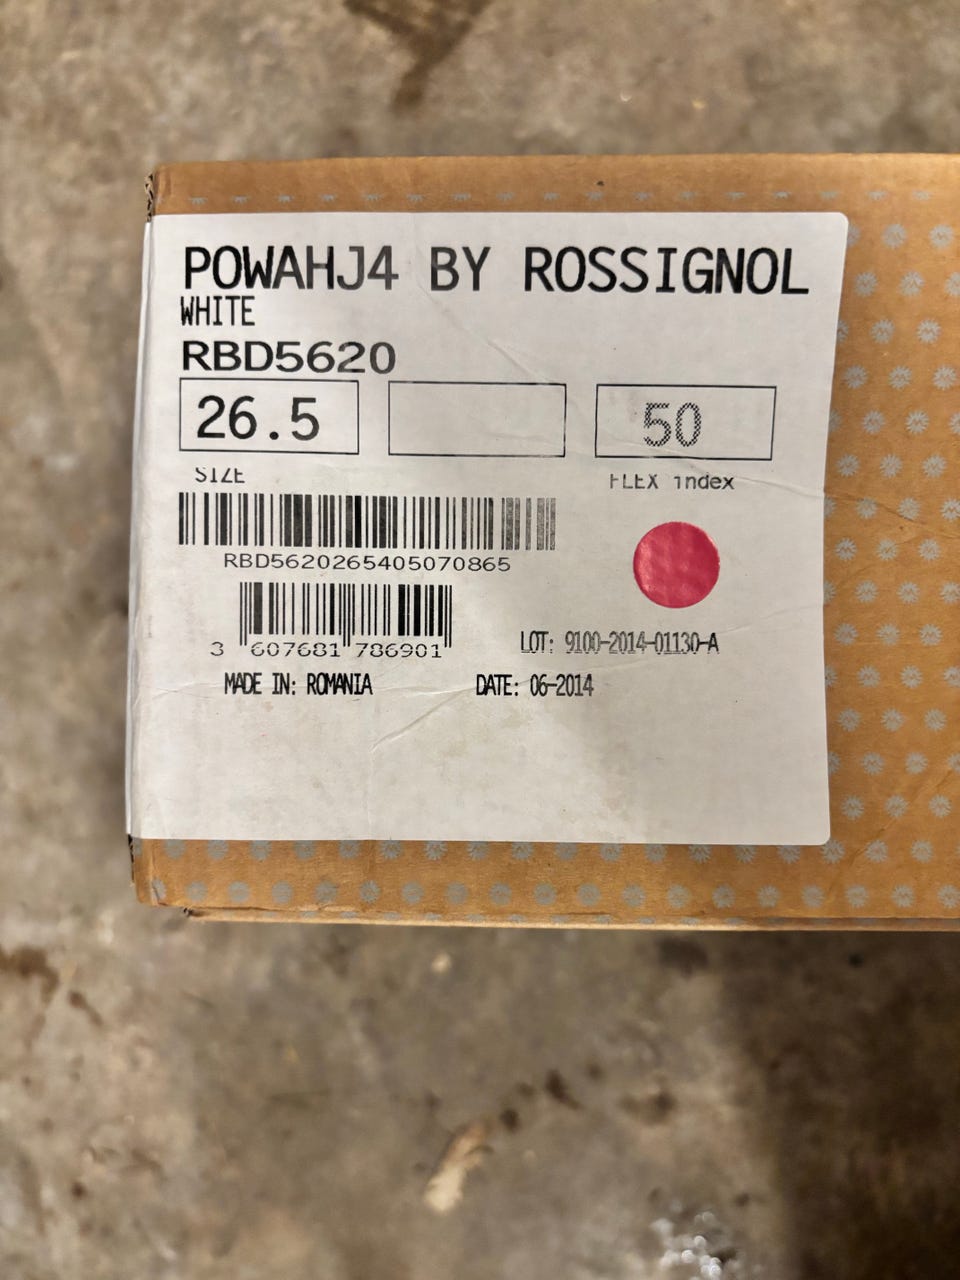 POWAHJ4 BY ROSSIGNOL
WHITE
RBD5620
26.5 50
SIZE FLEX index
RBD5620265405070865
3 607681 786901
LOT: 9100-2014-01130-A
MADE IN: ROMANIA DATE: 06-2014